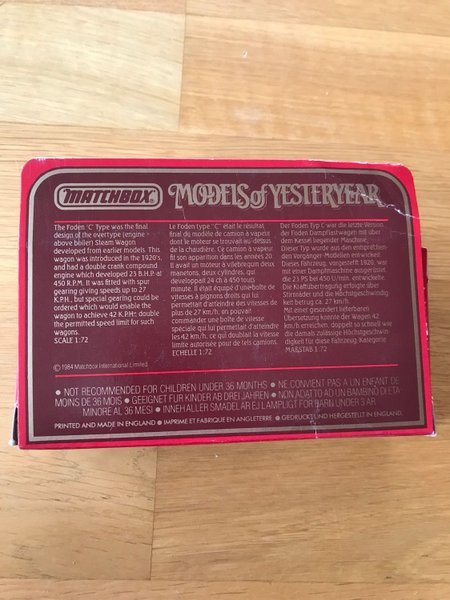 MATCHBOX
MODELS of YESTERYEAR
The Foden 'C' Type was the final
design of the overtype (engine -
above boiler) Steam Wagon
developed from earlier models. This
wagon was introduced in the 1920's,
and had a double crank compound
engine which developed 23 B.H.P. at
450 R.P.M. It was fitted with spur
gearing giving speeds up to 27
K.P.H., but special gearing could be
ordered which would enable the
wagon to achieve 42 K.P.H.; double
the permitted speed limit for such
wagons.
SCALE 1:72
Le Foden type "C" était le résultat
final du modèle de camion à vapeur
dont le moteur se trouvait au dessus
de la chaudière. Ce camion à vapeur
fit son apparition dans les années 20.
Il avait un moteur à vilebrequin deux
manetons, deux cylindres, qui
développait 24 ch à 450 tours
minute. Il était équipé d'une boîte de
vitesses à pignons droits qui lui
permettait d'atteindre des vitesses de
plus de 27 km/h; on pouvait
commander une boîte de vitesse
spéciale qui lui permettait d'atteindre
les 42 km/h, ce qui doublait la vitesse
limite autorisée pour de tels camions.
ECHELLE 1:72
Der Foden Typ C war die letzte Version
der Foden Dampflastwagen mit über
dem Kessel liegender Maschine.
Dieser Typ wurde aus den entsprechen-
den Vorgänger-Modellen entwickelt.
Dieses Fahrzeug, vorgestellt 1920, war
mit einer Dampfmaschine ausgerüstet
die 23 PS bei 450 U/min. entwickelte.
Die Kraftübertragung erfolgte über
Stirnräder und die Höchstgeschwindig
keit betrug ca. 27 km/h.
Mit einer gesondert lieferbaren
Übersetzung konnte der Wagen 42
km/h erreichen, doppelt so schnell wie
die damals zulässige Höchstgeschwin
digkeit für diese Fahrzeug-Kategorie.
MAßSTAB 1:72
© 1984 Matchbox International Limited.
● NOT RECOMMENDED FOR CHILDREN UNDER 36 MONTHS ● NE CONVIENT PAS A UN ENFANT DE
MOINS DE 36 MOIS ● GEEIGNET FUR KINDER AB DREI JAHREN ● NON ADATTO AD UN BAMBINO DI ETA
MINORE AL 36 MESI ● INNEHALLER SMADELAR EJ LAMPLIGT FOR BARN UNDER 3 AR.
PRINTED AND MADE IN ENGLAND ● IMPRIME ET FABRIQUE EN ANGLETERRE ● GEDRUCKT UND HERGESTELLT IN ENGLAND.